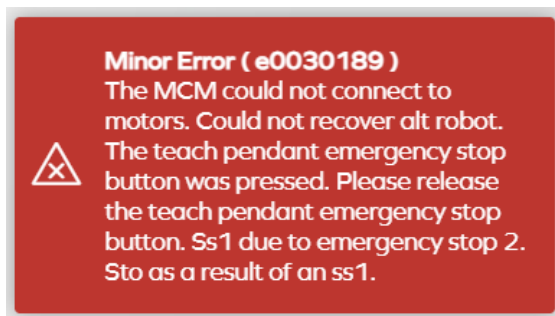 Minor Error ( e0030189 )
The MCM could not connect to
motors. Could not recover alt robot.
The teach pendant emergency stop
button was pressed. Please release
the teach pendant emergency stop
button. Ss1 due to emergency stop 2.
Sto as a result of an ss1.